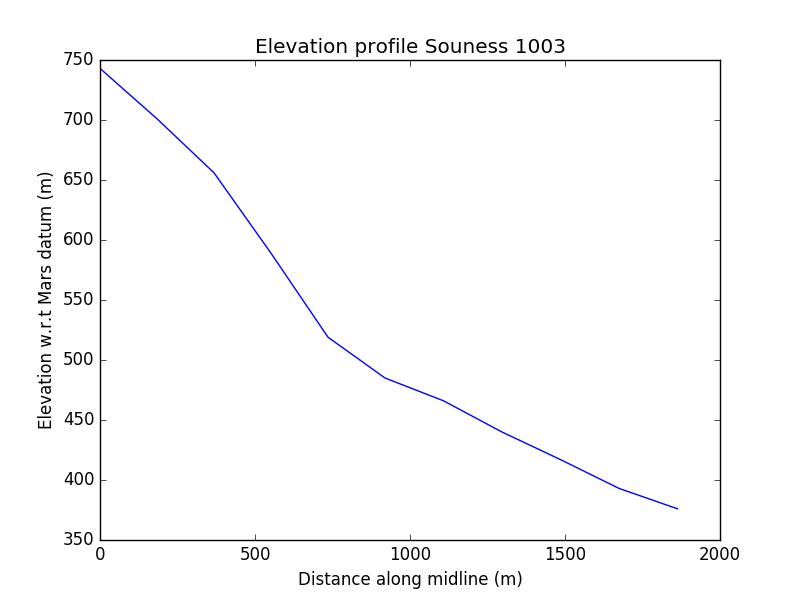 Elevation profile Souness 1003
Elevation w.r.t Mars datum (m)
750
700
650
600
550
500
450
400
350
0 500 1000 1500 2000
Distance along midline (m)